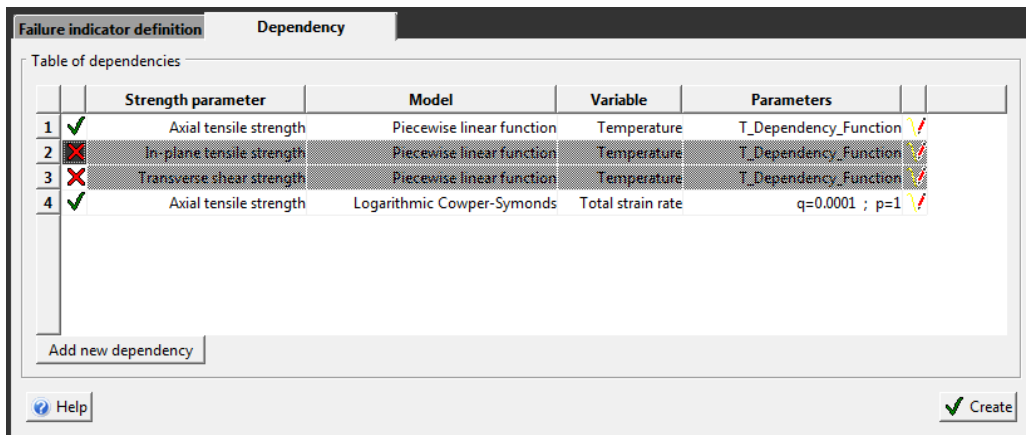 Failure indicator definition Dependency
Table of dependencies
Strength parameter Model Variable Parameters
1 Axial tensile strength Piecewise linear function Temperature T_Dependency_Function
2 In-plane tensile strength Piecewise linear function Temperature T_Dependency_Function
3 Transverse shear strength Piecewise linear function Temperature T_Dependency_Function
4 Axial tensile strength Logarithmic Cowper-Symonds Total strain rate q=0.0001 ; p=1
Add new dependency
Help Create